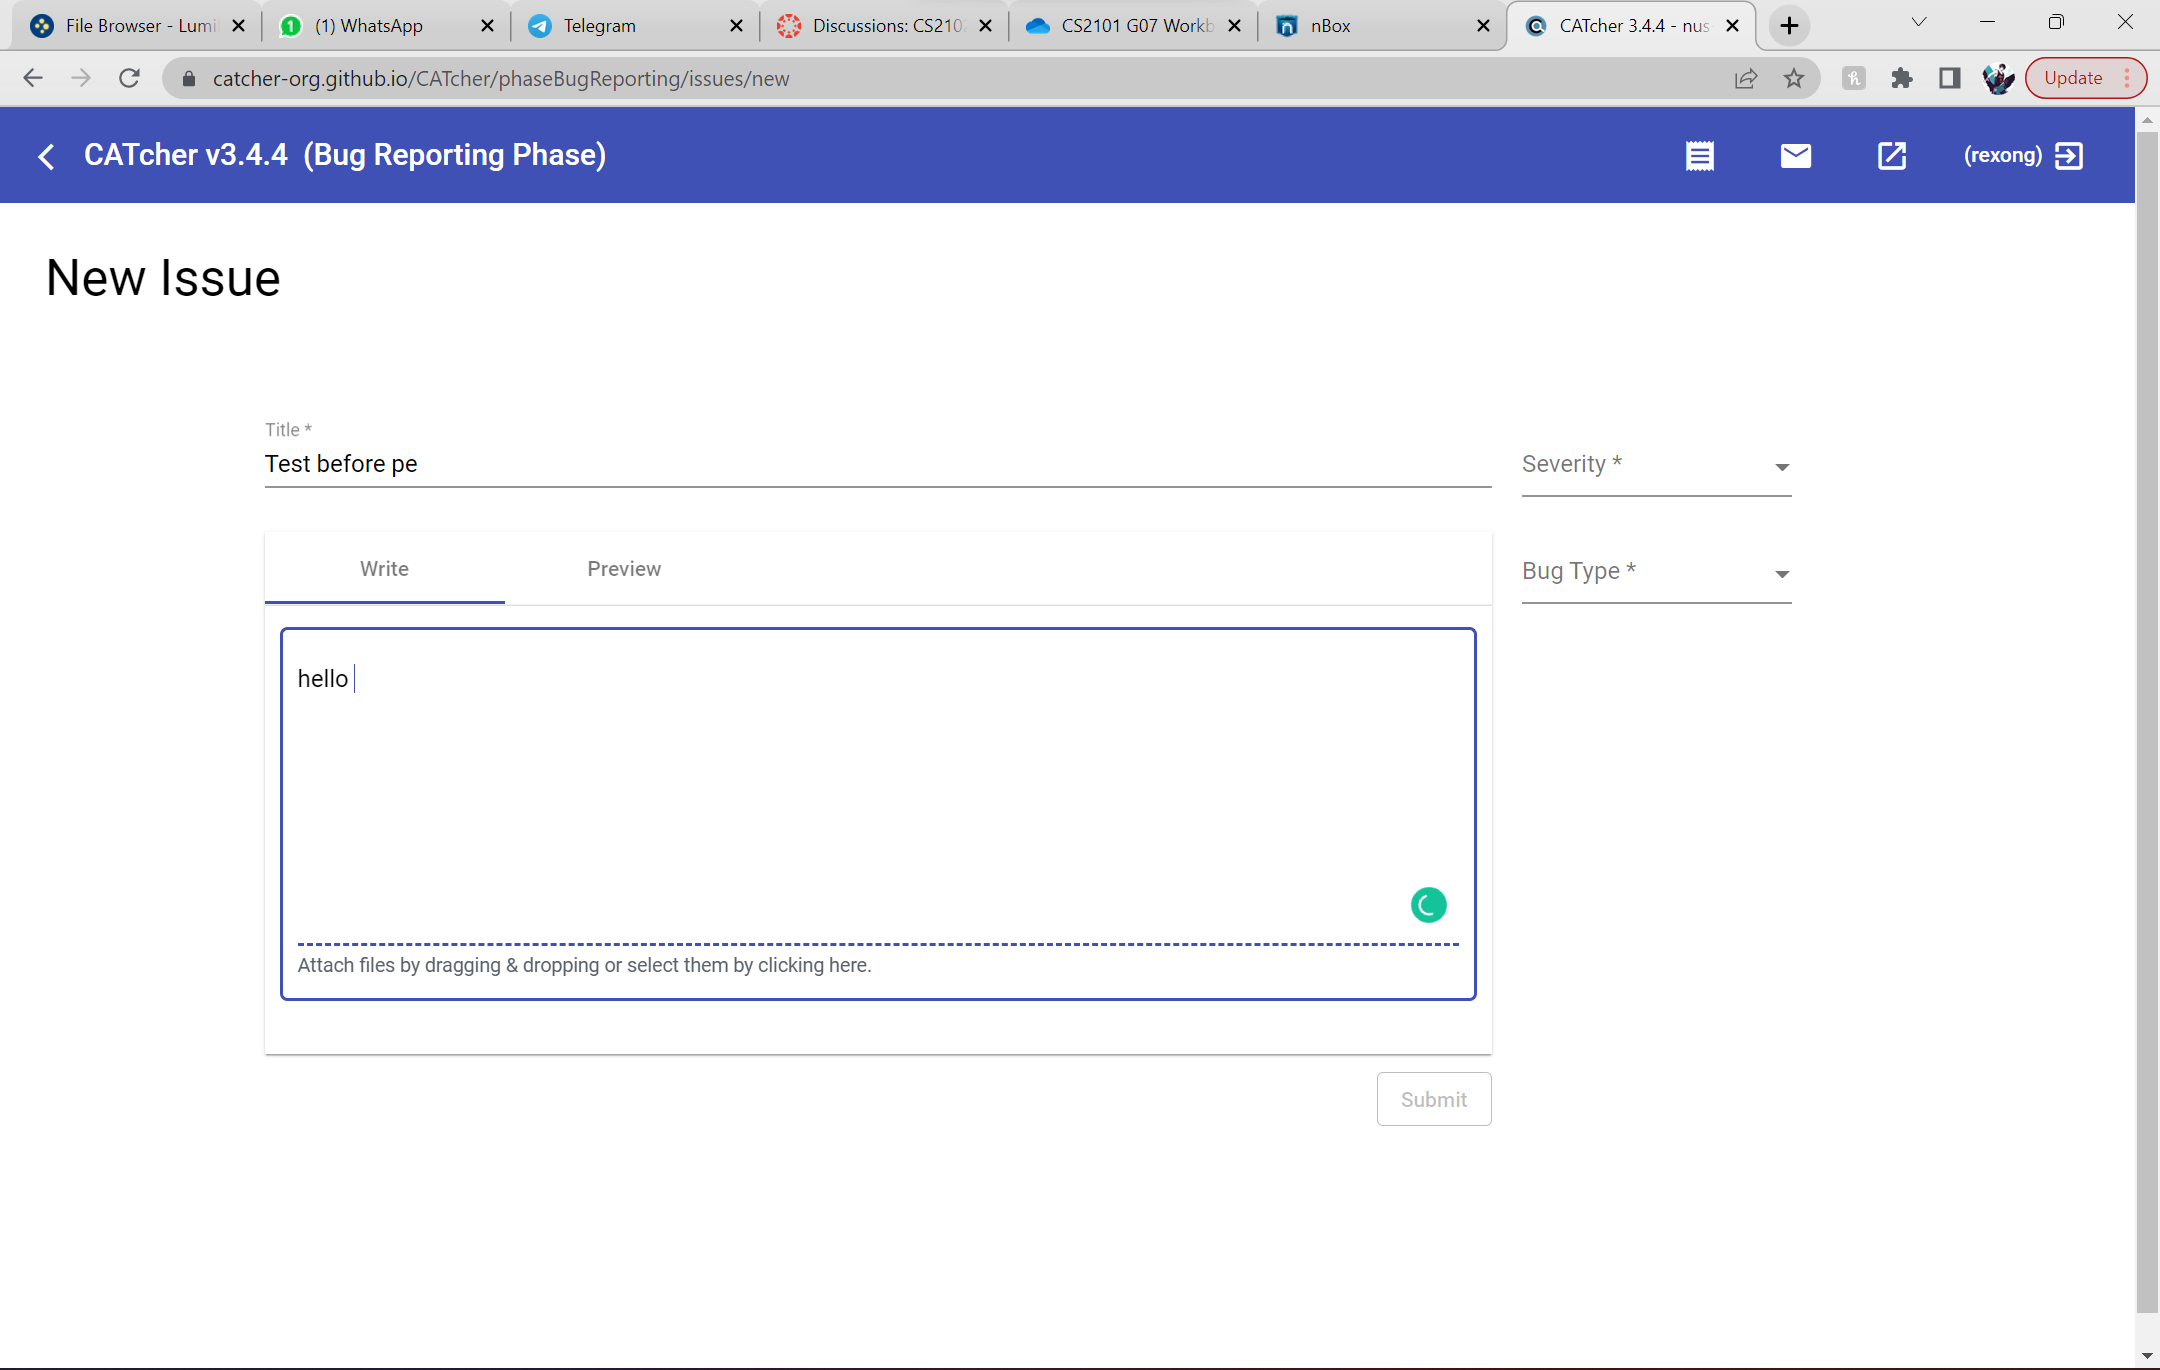 File Browser - Lumi
(1) WhatsApp
Telegram
Discussions: CS210
CS2101 G07 Workb
nBox
CATcher 3.4.4 - nus
catcher-org.github.io/CATcher/phaseBugReporting/issues/new
Update
CATcher v3.4.4 (Bug Reporting Phase)
(rexong)
New Issue
Title *
Test before pe
Severity *
Write
Preview
Bug Type *
hello
Attach files by dragging & dropping or select them by clicking here.
Submit